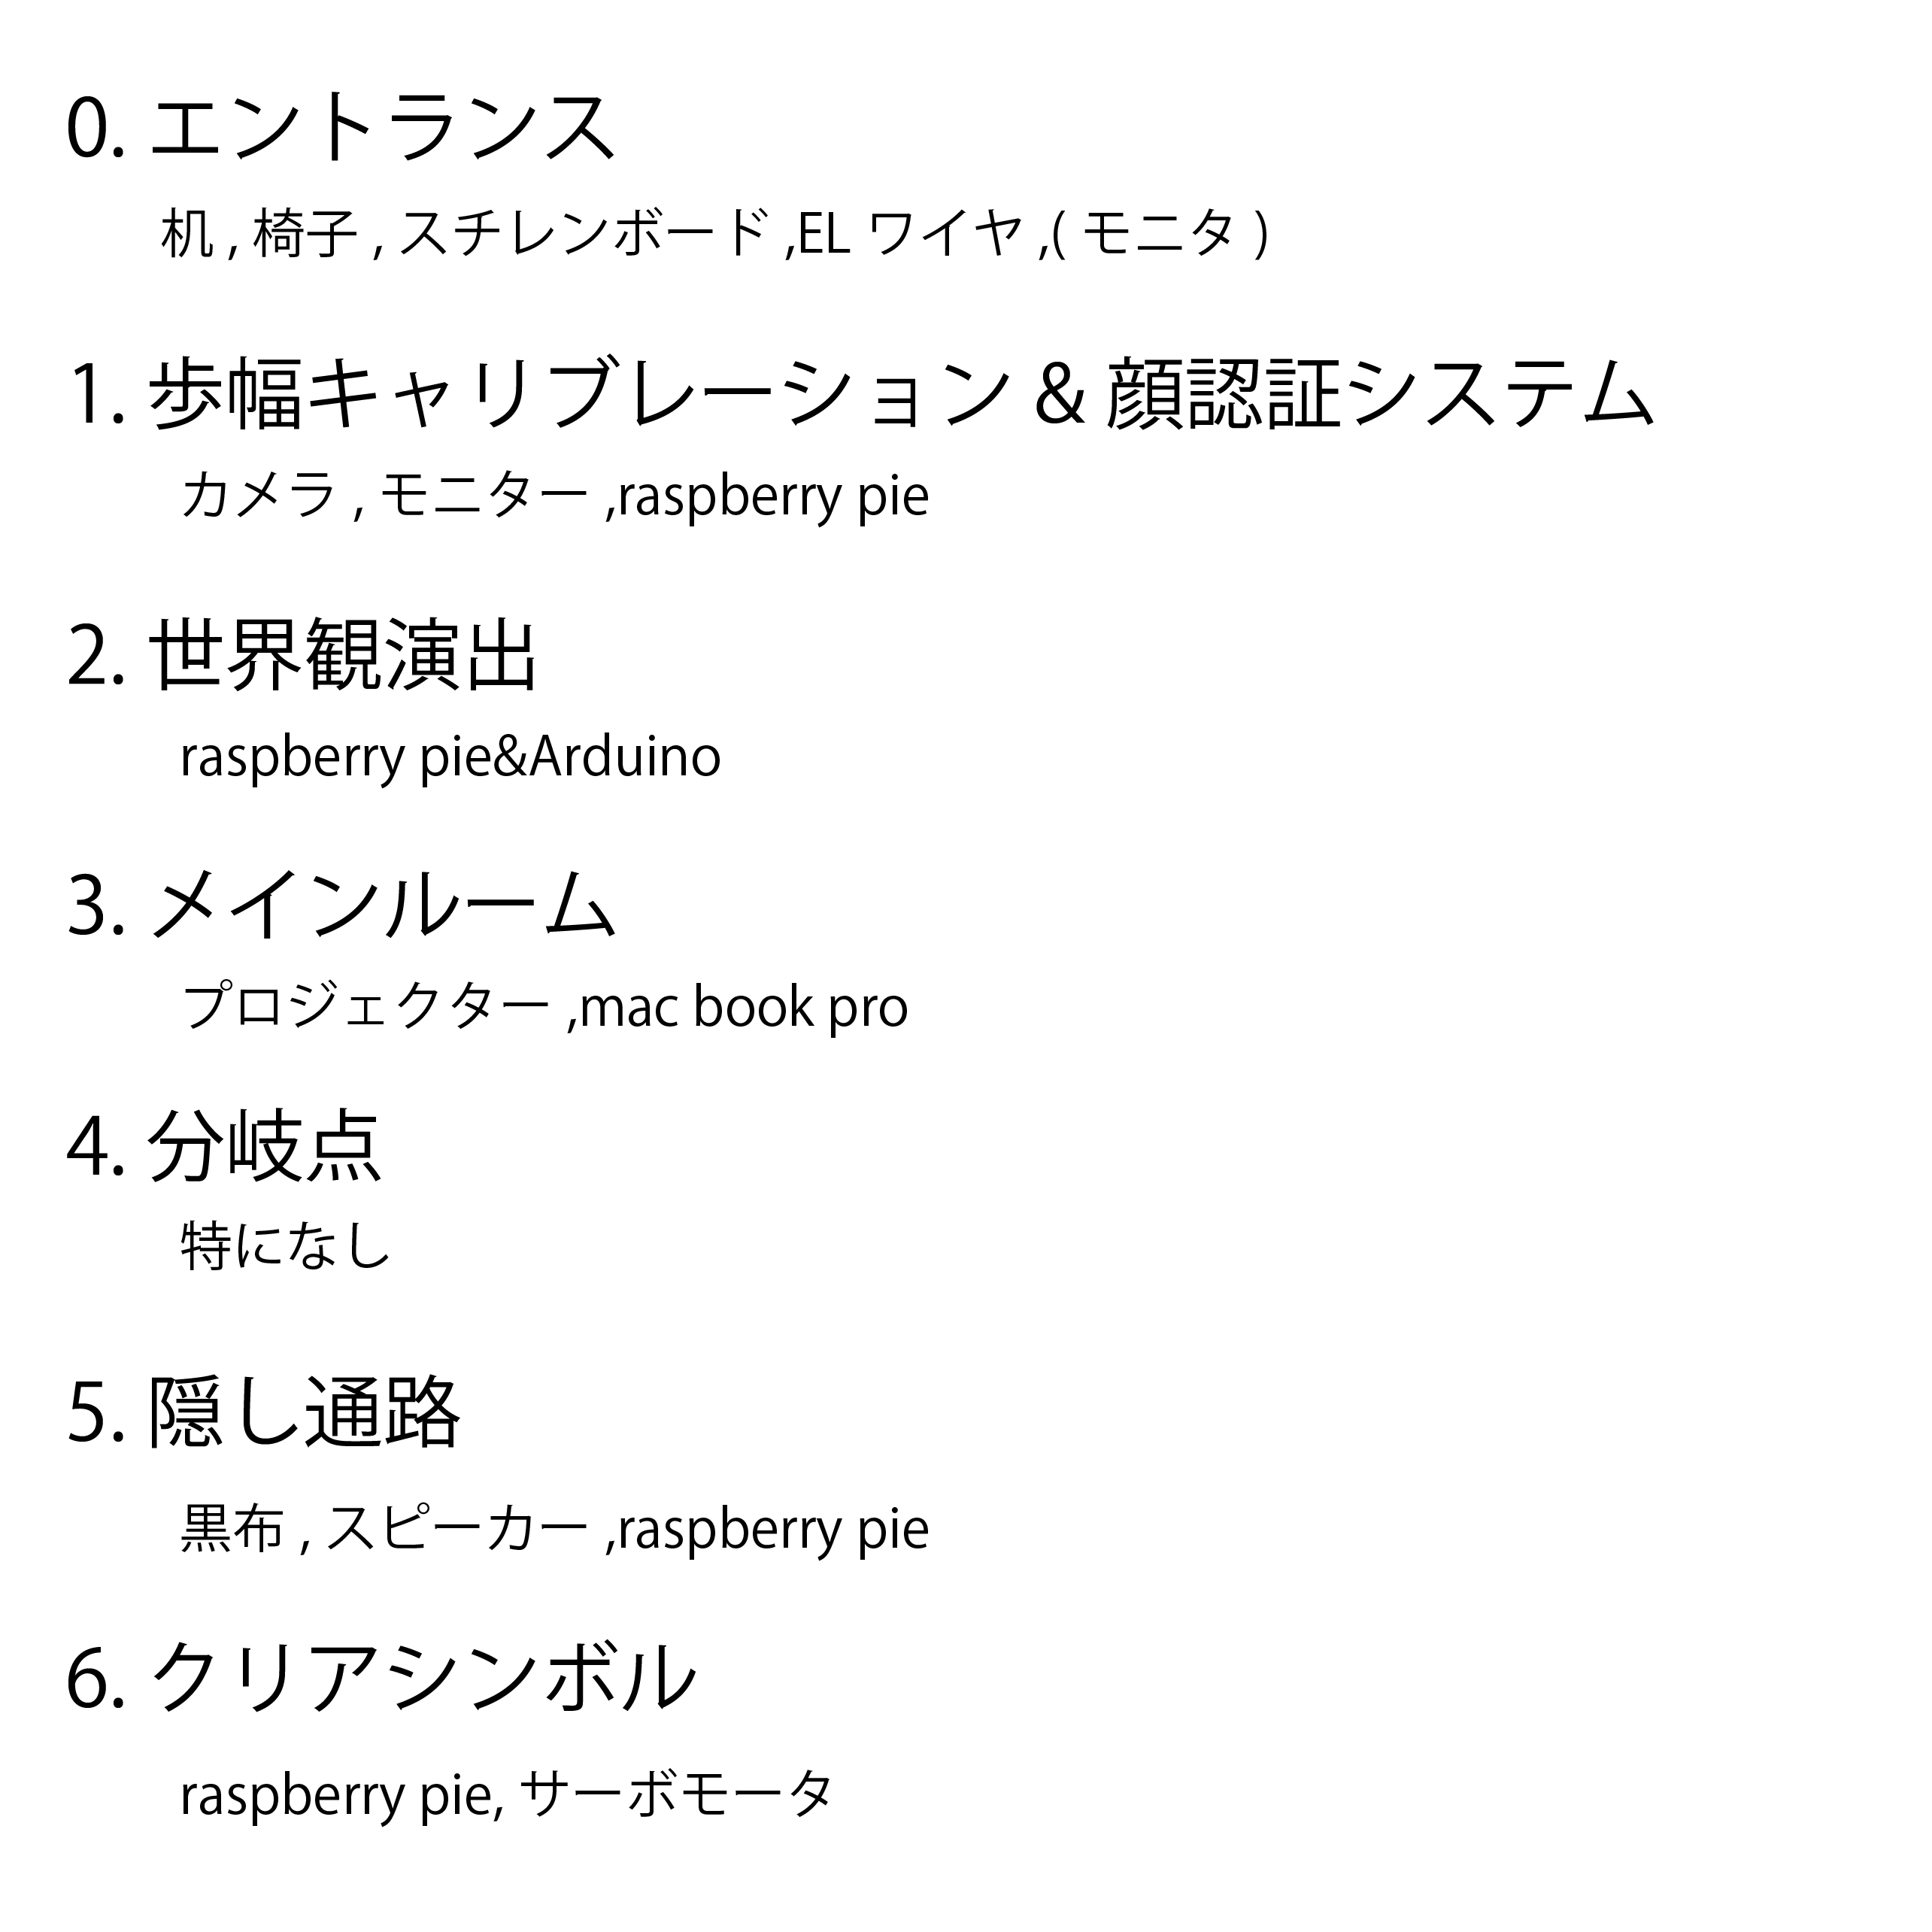 0. エントランス
机 , 椅子 , スチレンボード ,EL ワイヤ ,( モニタ )
1. 歩幅キャリブレーション & 顔認証システム
カメラ , モニター ,raspberry pie
2. 世界観演出
raspberry pie&Arduino
3. メインルーム
プロジェクター ,mac book pro
4. 分岐点
特になし
5. 隠し通路
黒布 , スピーカー ,raspberry pie
6. クリアシンボル
raspberry pie, サーボモータ